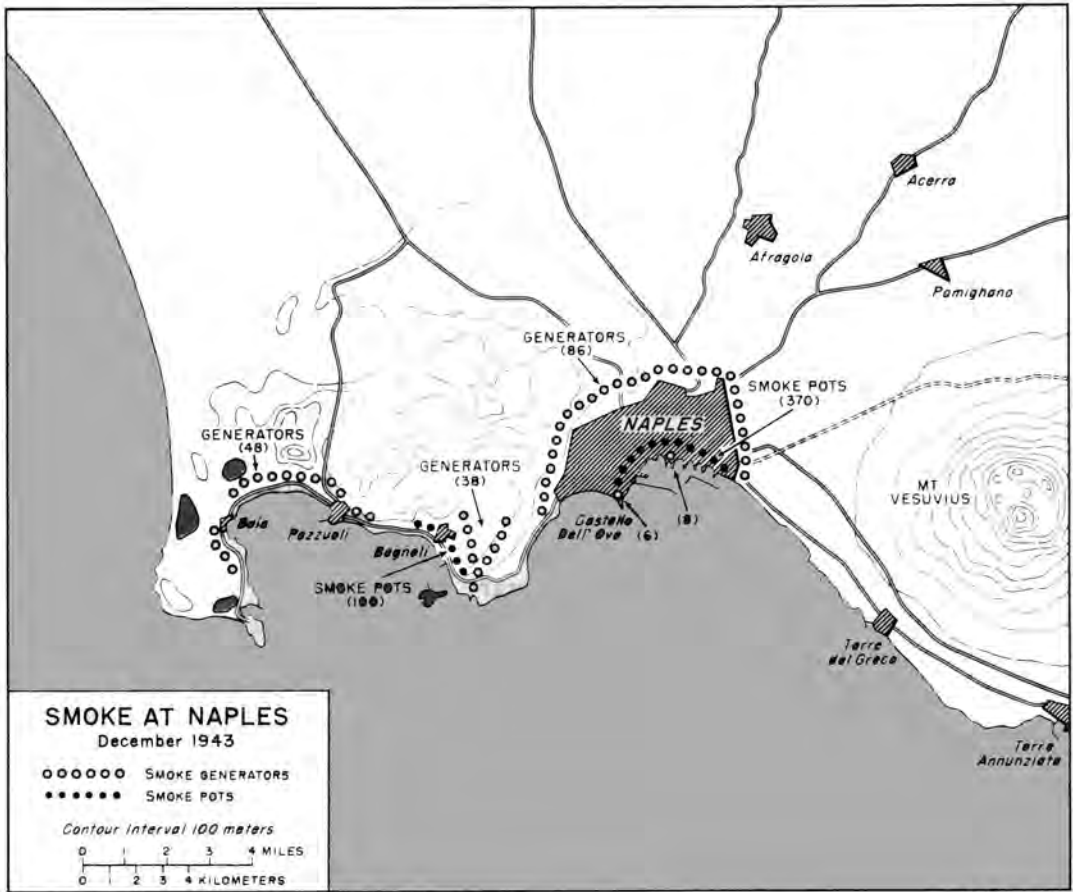 Acerra
Afragola
Pomighano
GENERATORS
(86)
SMOKE POTS
(370)
NAPLES
GENERATORS
(48)
GENERATORS
(38)
MT
VESUVIUS
Baia
Pozzuoli
Bagnoli
Castello
Dell' Ovo
(6)
(8)
SMOKE POTS
(100)
Torre
del Greco
Torre
Annunziata
SMOKE AT NAPLES
December 1943
SMOKE GENERATORS
SMOKE POTS
Contour interval 100 meters
0 1 2 3 4 MILES
0 1 2 3 4 KILOMETERS